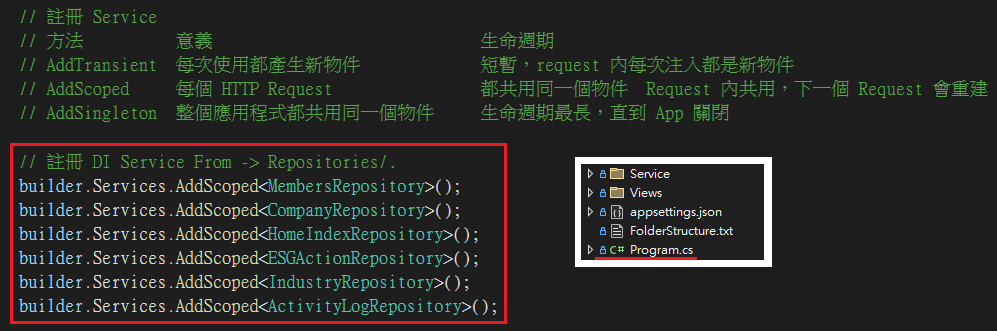 // 註冊 Service
// 方法 意義 生命週期
// AddTransient 每次使用都產生新物件 短暫，request 內每次注入都是新物件
// AddScoped 每個 HTTP Request 都共用同一個物件 Request 內共用，下一個 Request 會重建
// AddSingleton 整個應用程式都共用同一個物件 生命週期最長，直到 App 關閉
// 註冊 DI Service From -> Repositories/.
builder.Services.AddScoped<MembersRepository>();
builder.Services.AddScoped<CompanyRepository>();
builder.Services.AddScoped<HomeIndexRepository>();
builder.Services.AddScoped<ESGActionRepository>();
builder.Services.AddScoped<IndustryRepository>();
builder.Services.AddScoped<ActivityLogRepository>();
Service
Views
appsettings.json
FolderStructure.txt
C# Program.cs